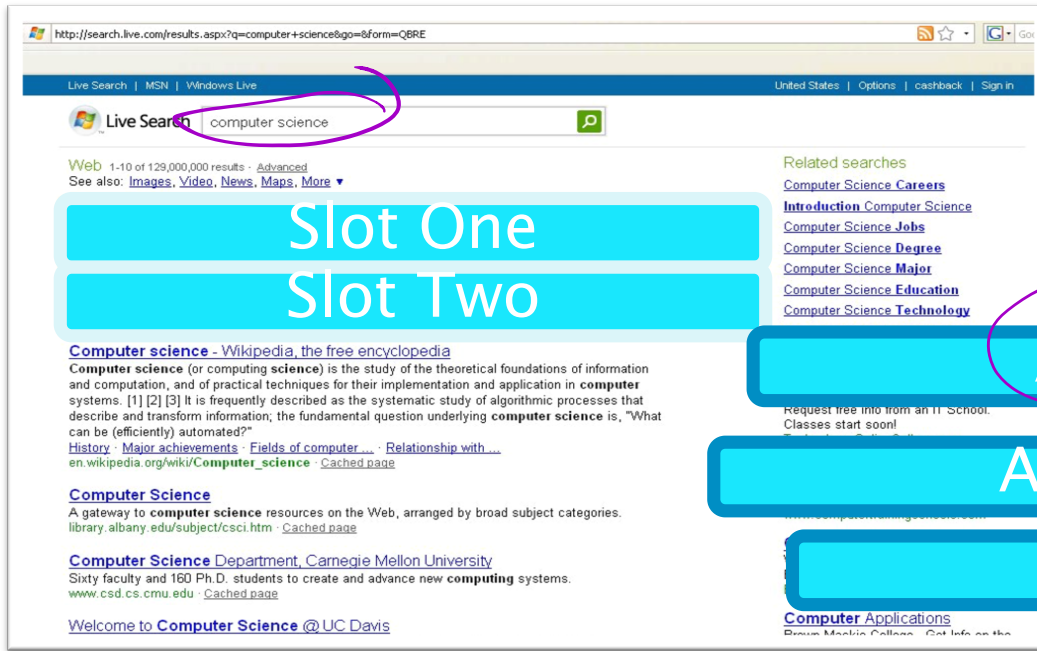 http://search.live.com/results.aspx?q=computer+science&go=&form=QBRE
Live Search | MSN | Windows Live
United States | Options | cashback | Sign in
Live Search
computer science
Web 1-10 of 129,000,000 results · Advanced
See also: Images, Video, News, Maps, More
Slot One
Slot Two
Computer science - Wikipedia, the free encyclopedia
Computer science (or computing science) is the study of the theoretical foundations of information
and computation, and of practical techniques for their implementation and application in computer
systems. [1] [2] [3] It is frequently described as the systematic study of algorithmic processes that
describe and transform information; the fundamental question underlying computer science is, "What
can be (efficiently) automated?"
History · Major achievements · Fields of computer ... · Relationship with ...
en.wikipedia.org/wiki/Computer_science · Cached page
Computer Science
A gateway to computer science resources on the Web, arranged by broad subject categories.
library.albany.edu/subject/csci.htm · Cached page
Computer Science Department, Carnegie Mellon University
Sixty faculty and 160 Ph.D. students to create and advance new computing systems.
www.csd.cs.cmu.edu · Cached page
Welcome to Computer Science @ UC Davis
Related searches
Computer Science Careers
Introduction Computer Science
Computer Science Jobs
Computer Science Degree
Computer Science Major
Computer Science Education
Computer Science Technology
Request free info from an IT School.
Classes start soon!
A
Computer Applications
Brown Mackie College - Get Info on the